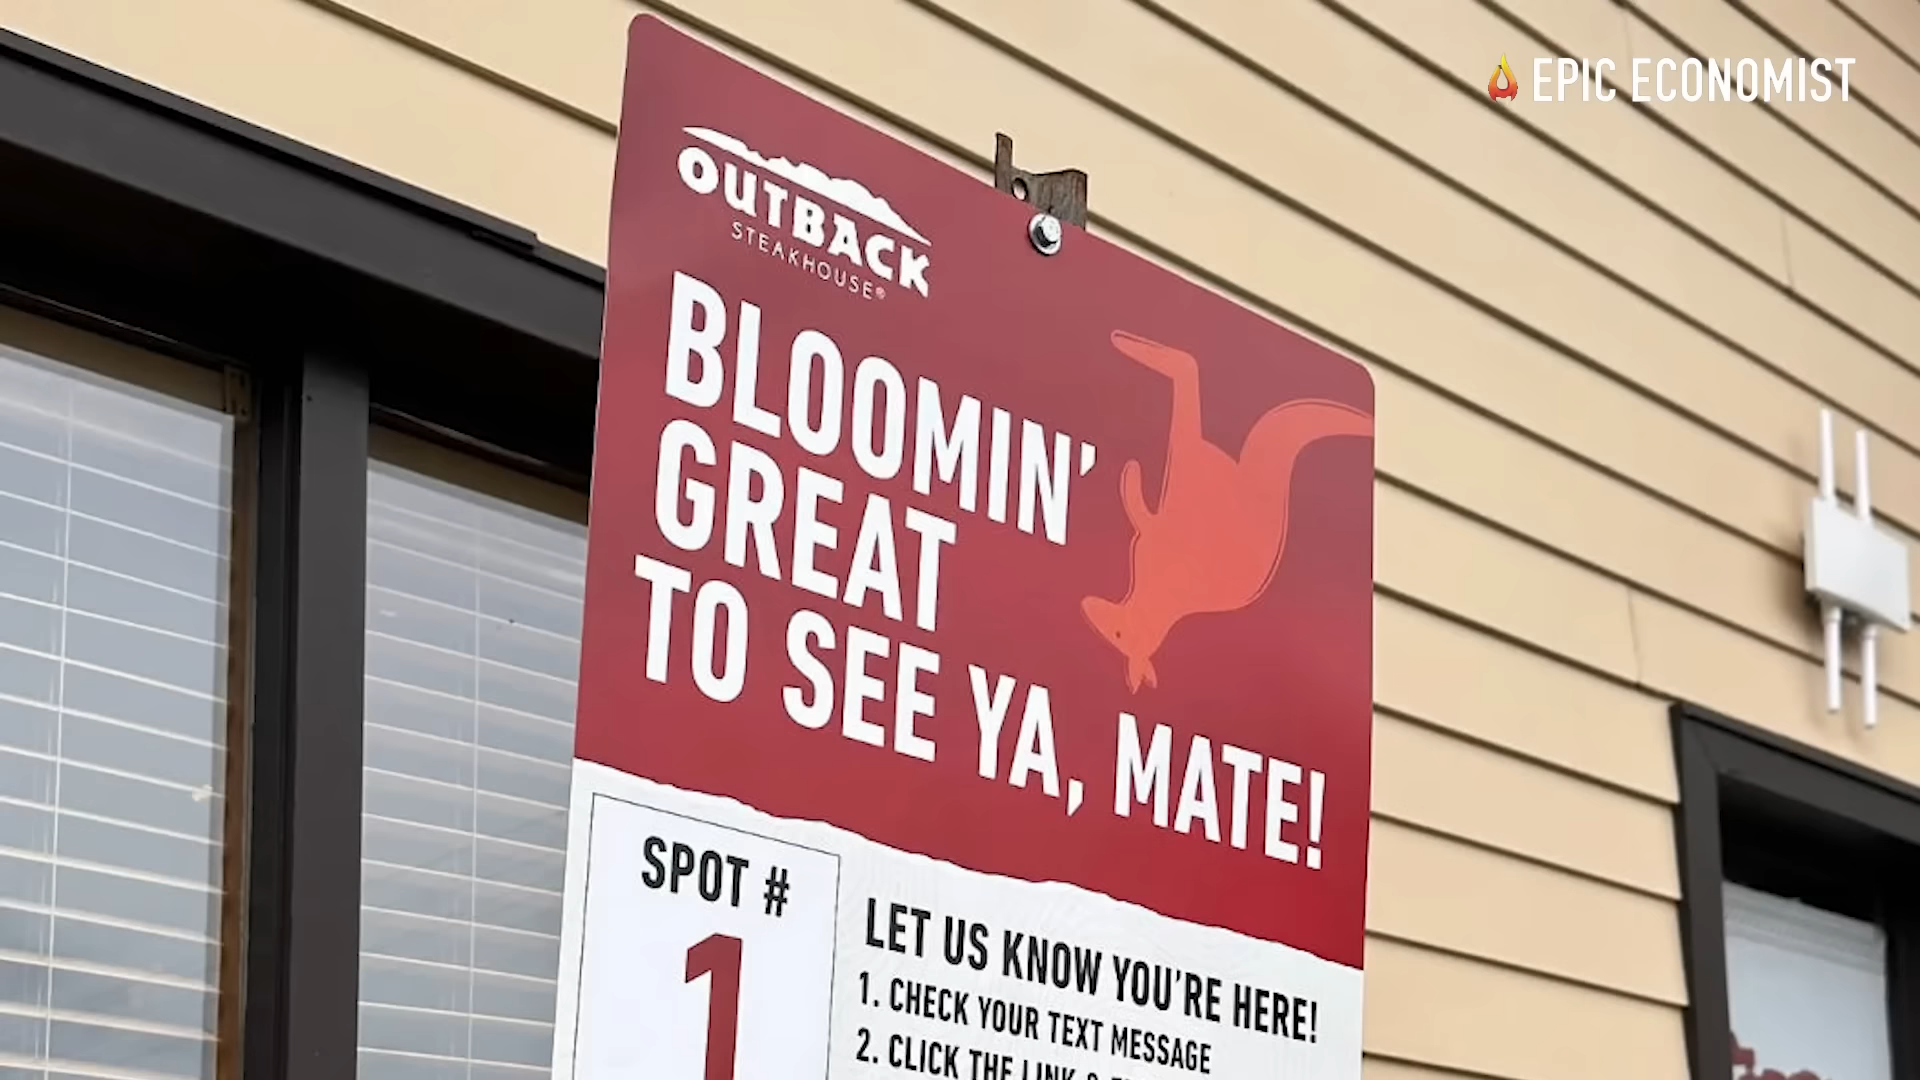 EPIC ECONOMIST
OUTBACK
STEAKHOUSE®
BLOOMIN'
GREAT
TO SEE YA, MATE!
SPOT #
1
LET US KNOW YOU'RE HERE!
1. CHECK YOUR TEXT MESSAGE
2. CLICK THE LINK &